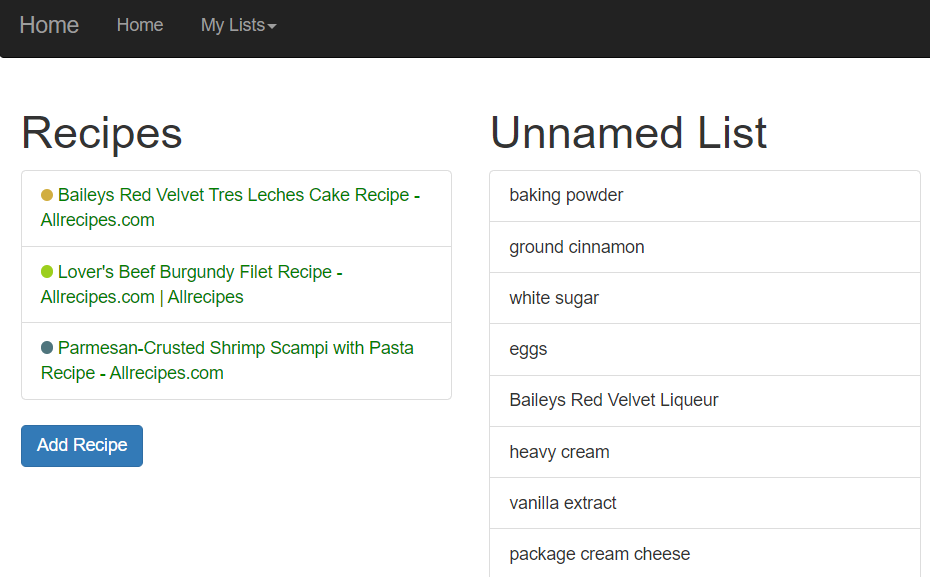 Home Home My Lists
Recipes
Baileys Red Velvet Tres Leches Cake Recipe -
Allrecipes.com
Lover's Beef Burgundy Filet Recipe -
Allrecipes.com | Allrecipes
Parmesan-Crusted Shrimp Scampi with Pasta
Recipe - Allrecipes.com
Add Recipe
Unnamed List
baking powder
ground cinnamon
white sugar
eggs
Baileys Red Velvet Liqueur
heavy cream
vanilla extract
package cream cheese